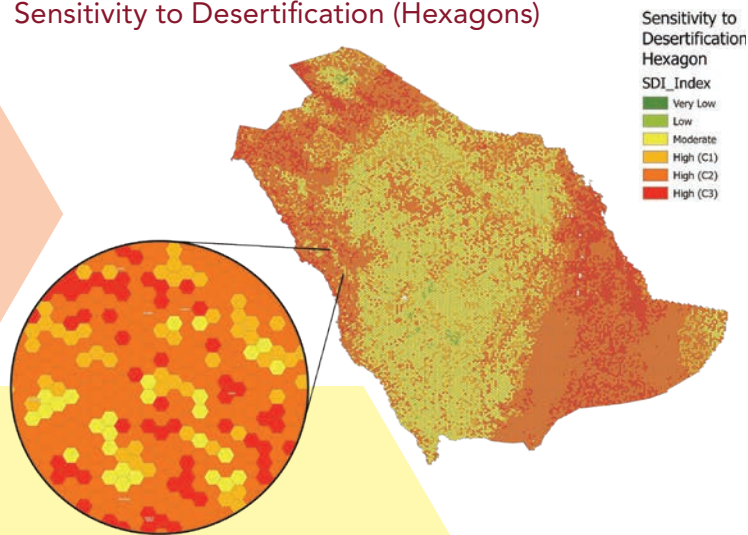 Sensitivity to Desertification (Hexagons)
Sensitivity to
Desertification
Hexagon
SDI_Index
Very Low
Low
Moderate
High (C1)
High (C2)
High (C3)